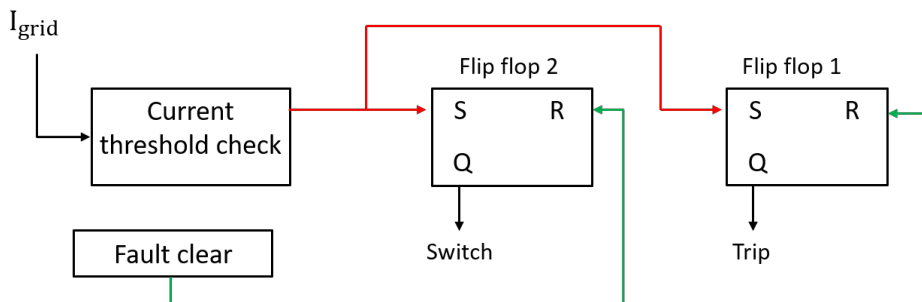 I_grid
Flip flop 2
Flip flop 1
Current
threshold check
S R
Q
S R
Q
Fault clear
Switch
Trip